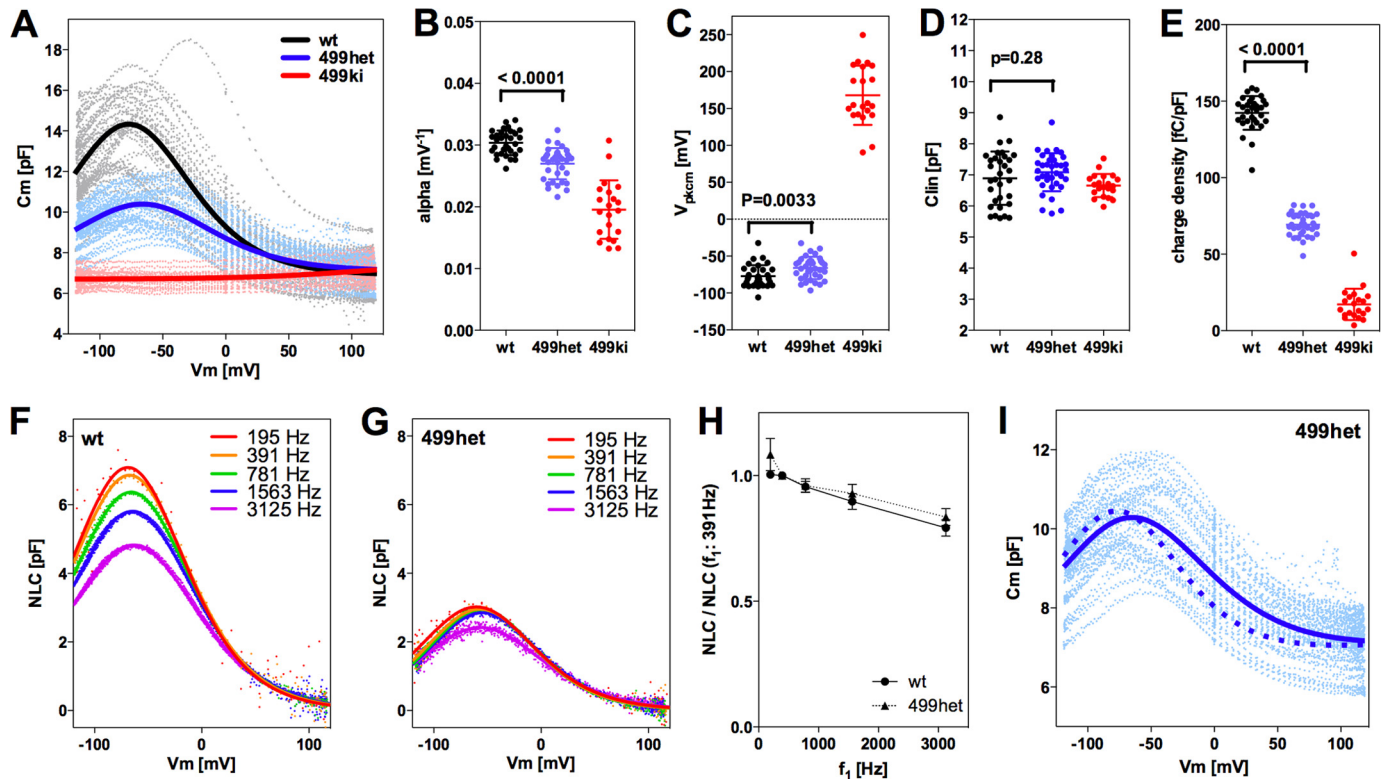 A
Cm [pF]
18
16
14
12
10
8
6
4
wt
499het
499ki
-100
-50
0
50
100
Vm [mV]
B
alpha [mV-1]
0.05
0.04
0.03
0.02
0.01
0.00
< 0.0001
wt
499het
499ki
C
Vpkcm [mV]
250
200
150
100
50
0
-50
-100
-150
P=0.0033
wt
499het
499ki
D
Clin [pF]
12
11
10
9
8
7
6
5
4
3
2
p=0.28
wt
499het
499ki
E
charge density [fC/pF]
200
150
100
50
0
< 0.0001
wt
499het
499ki
F
wt
NLC [pF]
8
6
4
2
0
195 Hz
391 Hz
781 Hz
1563 Hz
3125 Hz
-100
0
100
Vm [mV]
G
499het
NLC [pF]
8
6
4
2
0
195 Hz
391 Hz
781 Hz
1563 Hz
3125 Hz
-100
0
100
Vm [mV]
H
NLC / NLC (f1: 391Hz)
1.0
0.5
1.0
wt
499het
0
1000
2000
3000
f1 [Hz]
I
499het
Cm [pF]
12
10
8
6
-100
-50
0
50
100
Vm [mV]